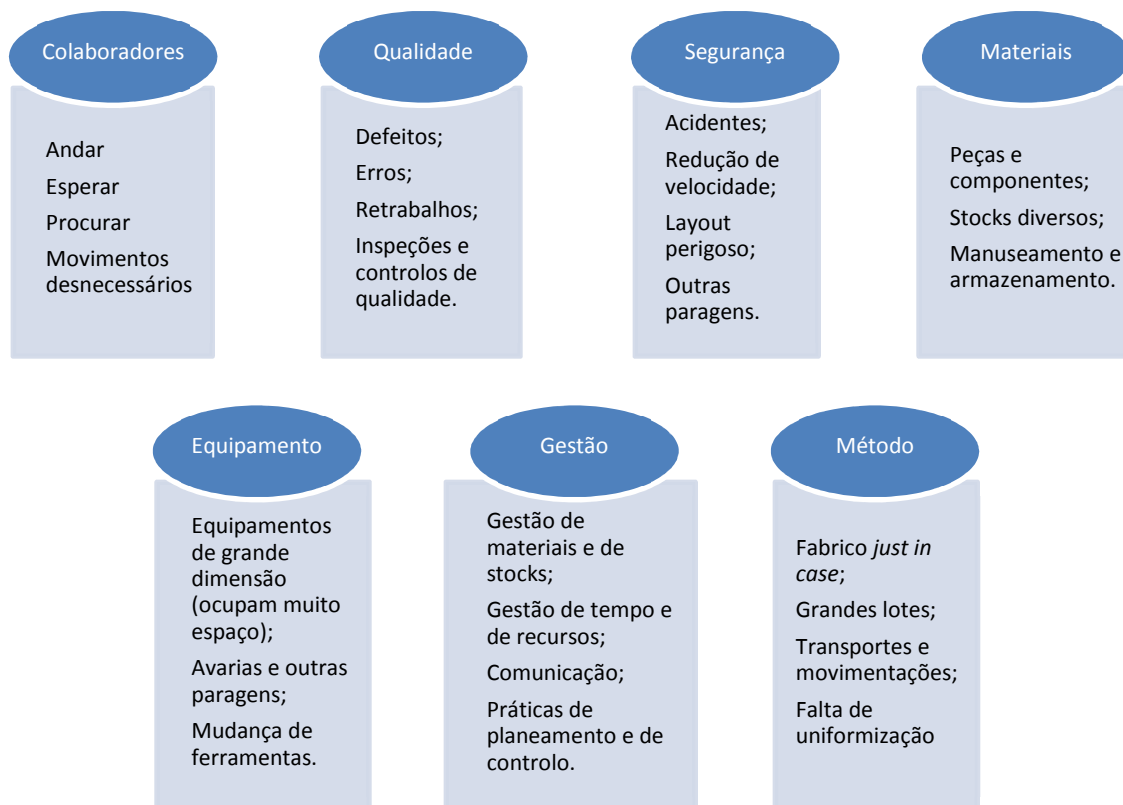 Colaboradores
Andar
Esperar
Procurar
Movimentos
desnecessários
Qualidade
Defeitos;
Erros;
Retrabalhos;
Inspeções e
controlos de
qualidade.
Segurança
Acidentes;
Redução de
velocidade;
Layout
perigoso;
Outras
paragens.
Materiais
Peças e
componentes;
Stocks diversos;
Manuseamento e
armazenamento.
Equipamento
Equipamentos
de grande
dimensão
(ocupam muito
espaço);
Avarias e outras
paragens;
Mudança de
ferramentas.
Gestão
Gestão de
materiais e de
stocks;
Gestão de tempo e
de recursos;
Comunicação;
Práticas de
planeamento e de
controlo.
Método
Fabrico just in
case;
Grandes lotes;
Transportes e
movimentações;
Falta de
uniformização